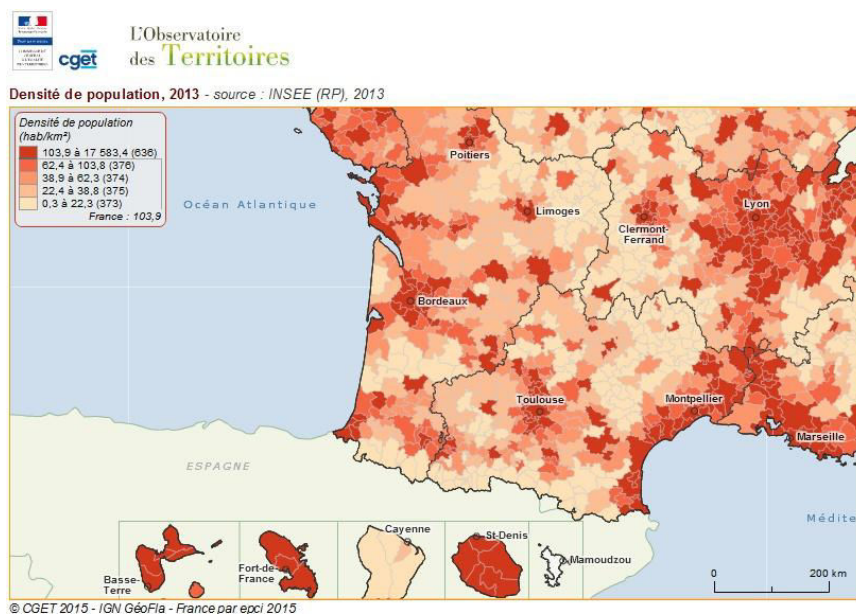 L'Observatoire
des Territoires
cget
Densité de population, 2013 - source : INSEE (RP), 2013
Densité de population
(hab/km²)
103,9 à 17 583,4 (636)
62,4 à 103,8 (376)
38,9 à 62,3 (374)
22,4 à 38,8 (375)
0,3 à 22,3 (373)
France : 103,9
Poitiers
Océan Atlantique
Limoges
Clermont-
Ferrand
Lyon
Bordeaux
Toulouse
Montpellier
Marseille
ESPAGNE
Médite
Basse-
Terre
Fort-de-
France
Cayenne
St-Denis
Mamoudzou
0 200 km
© CGET 2015 - IGN GéoFla - France par epci 2015